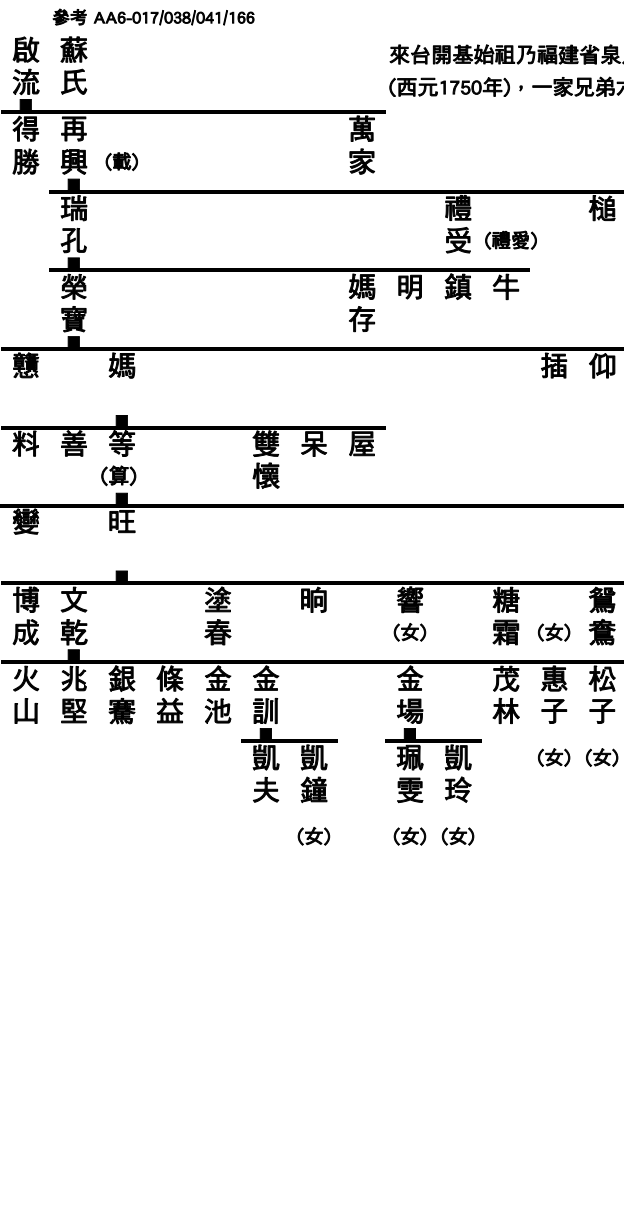 參考 AA6-017/038/041/166
啟流 蘇氏
來台開基始祖乃福建省泉
(西元1750年)，一家兄弟
得勝 再興 (載) 萬家
瑞孔 禮受 (禮愛) 槌
榮寶 媽存 明 鎮 牛
戇 媽 插 仰
料 善 等 (算) 雙懷 呆 屋
變 旺
博成 文乾 塗春 晌 響 (女) 糖霜 (女) 鴛鴦
火山 兆堅 銀騫 條益 金池 金訓 金場 茂林 惠子 (女) 松子 (女)
凱夫 凱鐘 (女) 珮雯 (女) 凱玲 (女)